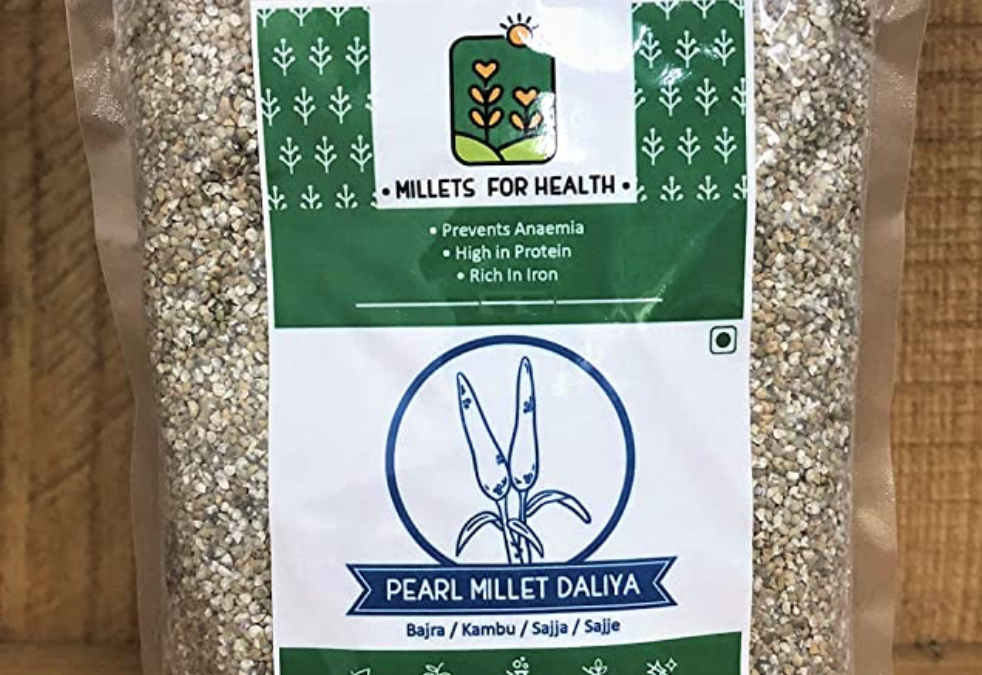 • MILLETS FOR HEALTH •
• Prevents Anaemia
• High in Protein
• Rich In Iron
PEARL MILLET DALIYA
Bajra / Kambu / Sajja / Sajje